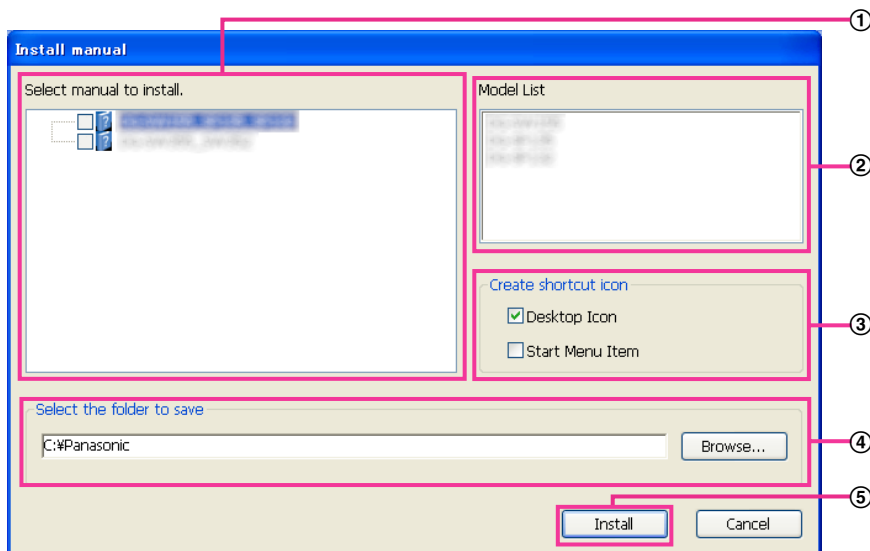 ①
Install manual
Select manual to install.
Model List
②
Create shortcut icon
Desktop Icon
③
Start Menu Item
Select the folder to save
C:¥Panasonic
Browse...
④
⑤
Install
Cancel